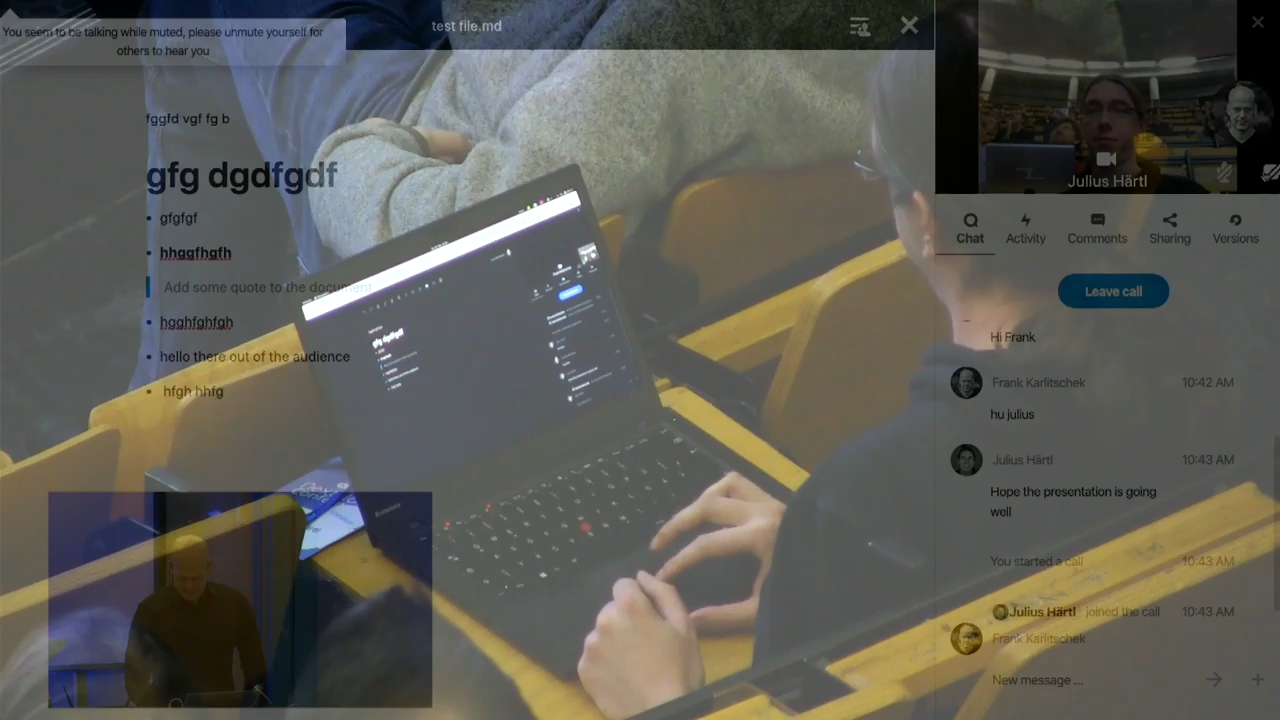 You seem to be talking while muted, please unmute yourself for
others to hear you
test file.md
fggfd vgf fg b
gfg dgdfgdf
• gfgfgf
• hhggfhgfh
Add some quote to the document
• hgghfghfgh
• hello there out of the audience
• hfgh hhfg
Julius Härtl
Chat Activity Comments Sharing Versions
Leave call
Hi Frank
Frank Karlitschek 10:42 AM
hu julius
Julius Härtl 10:43 AM
Hope the presentation is going
well
You started a call 10:43 AM
Julius Härtl joined the call 10:43 AM
Frank Karlitschek
New message ...
gfg dgdfgdf
Lenovo